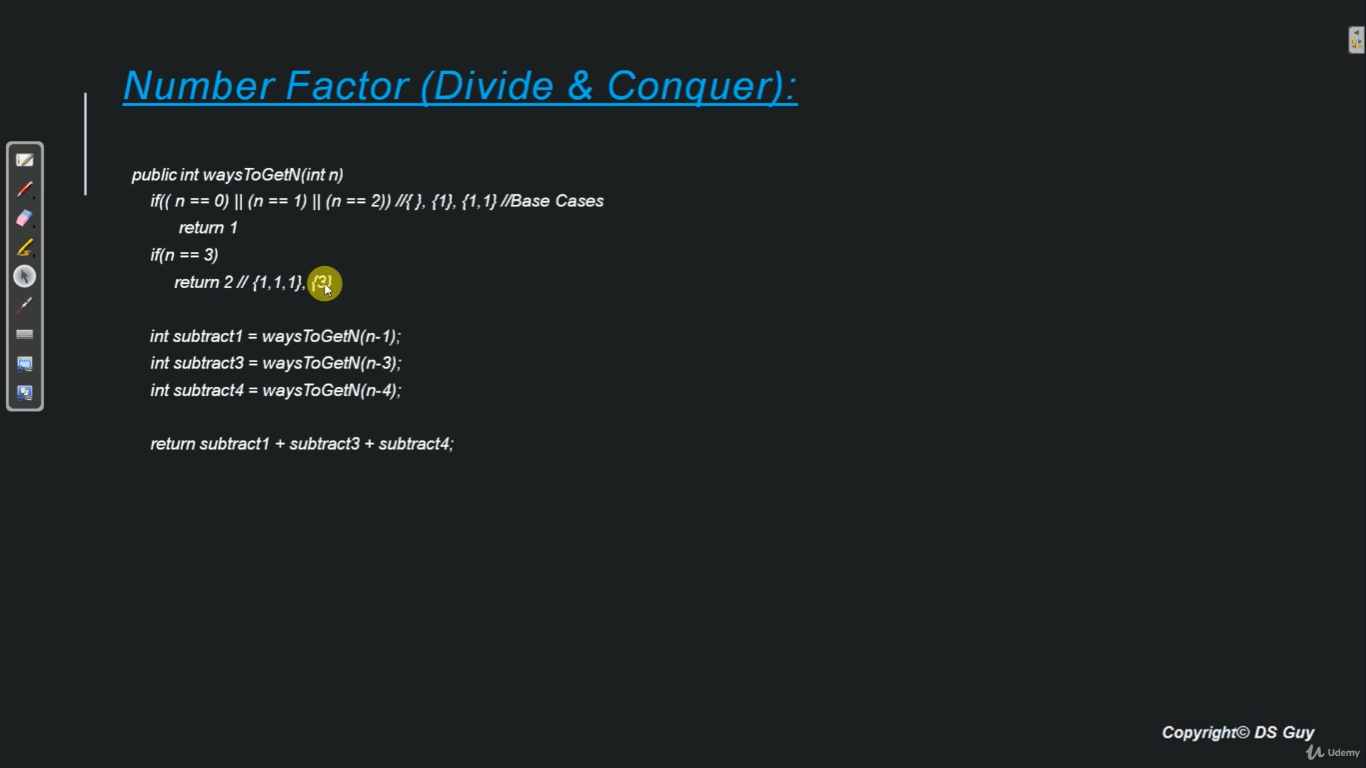 Number Factor (Divide & Conquer):
public int waysToGetN(int n)
if(( n == 0) || (n == 1) || (n == 2)) //{ }, {1}, {1,1} //Base Cases
return 1
if(n == 3)
return 2 // {1,1,1}, {3}
int subtract1 = waysToGetN(n-1);
int subtract3 = waysToGetN(n-3);
int subtract4 = waysToGetN(n-4);
return subtract1 + subtract3 + subtract4;
Copyright© DS Guy
Udemy